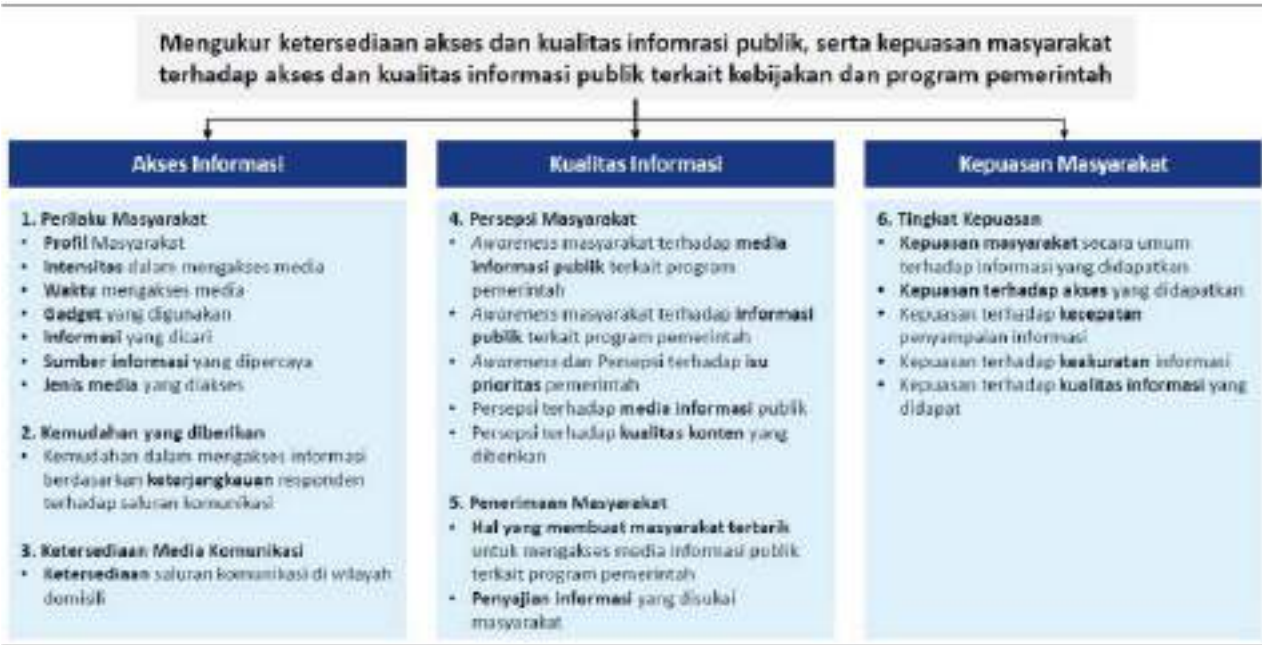 Mengukur ketersediaan akses dan kualitas infomrasi publik, serta kepuasan masyarakat
terhadap akses dan kualitas informasi publik terkait kebijakan dan program pemerintah
Akses Informasi
1. Perilaku Masyarakat
• Profil Masyarakat
• Intensitas dalam mengakses media
• Waktu mengakses media
• Gadget yang digunakan
• Informasi yang dicari
• Sumber informasi yang dipercaya
• Jenis media yang diakses
2. Kemudahan yang diberikan
• Kemudahan dalam mengakses informasi
berdasarkan keterjangkauan responden
terhadap saluran komunikasi
3. Ketersediaan Media Komunikasi
• Ketersediaan saluran komunikasi di wilayah
domisili
Kualitas Informasi
4. Persepsi Masyarakat
• Awareness masyarakat terhadap media
informasi publik terkait program
pemerintah
• Awareness masyarakat terhadap informasi
publik terkait program pemerintah
• Awareness dan Persepsi terhadap isu
prioritas pemerintah
• Persepsi terhadap media informasi publik
• Persepsi terhadap kualitas konten yang
diberikan
5. Penerimaan Masyarakat
• Hal yang membuat masyarakat tertarik
untuk mengakses media informasi publik
terkait program pemerintah
• Penyajian informasi yang disukai
masyarakat
Kepuasan Masyarakat
6. Tingkat Kepuasan
• Kepuasan masyarakat secara umum
terhadap informasi yang didapatkan
• Kepuasan terhadap akses yang didapatkan
• Kepuasan terhadap kecepatan
penyampaian informasi
• Kepuasan terhadap keakuratan informasi
• Kepuasan terhadap kualitas informasi yang
didapat